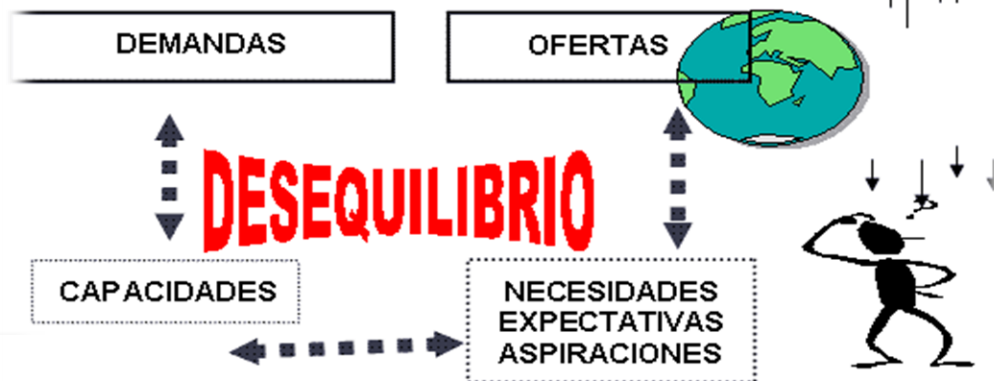 DEMANDAS
OFERTAS
DESEQUILIBRIO
CAPACIDADES
NECESIDADES
EXPECTATIVAS
ASPIRACIONES